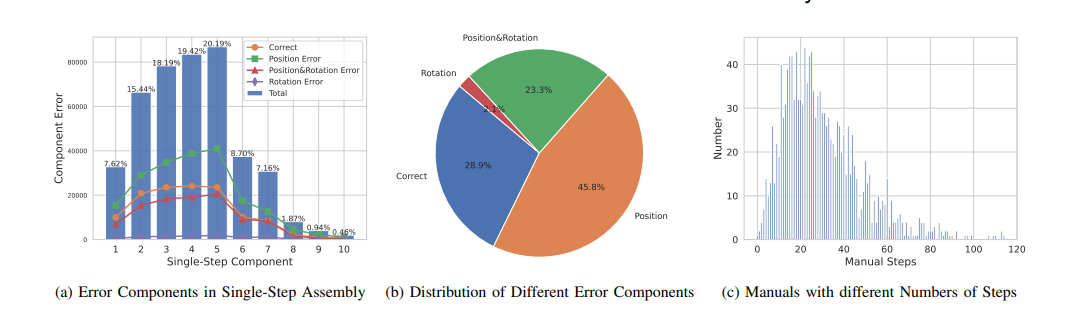 Component Error
80000
60000
40000
20000
0
7.62%
15.44%
18.19%
19.42%
20.19%
8.70%
7.16%
1.87%
0.94%
0.46%
Correct
Position Error
Position&Rotation Error
Rotation Error
Total
1 2 3 4 5 6 7 8 9 10
Single-Step Component
(a) Error Components in Single-Step Assembly
Position&Rotation
Rotation
23.3%
2.1%
28.9%
Correct
45.8%
Position
(b) Distribution of Different Error Components
Number
40
30
20
10
0
0 20 40 60 80 100 120
Manual Steps
(c) Manuals with different Numbers of Steps